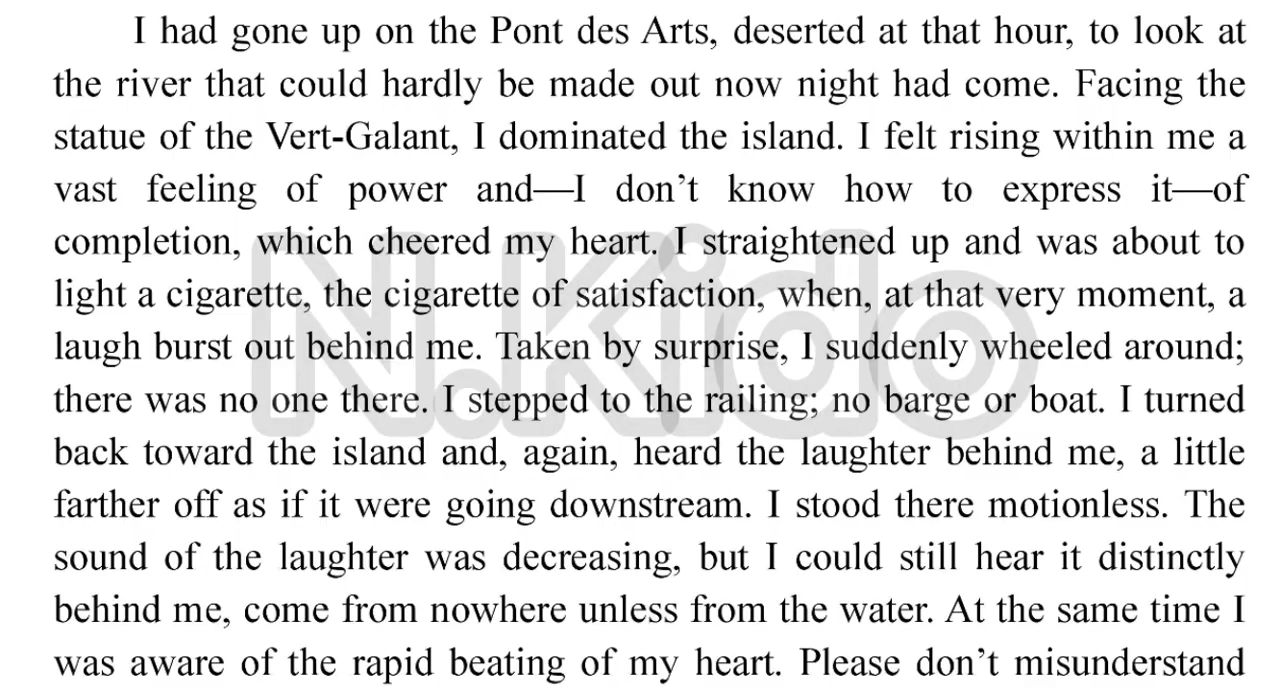 I had gone up on the Pont des Arts, deserted at that hour, to look at
the river that could hardly be made out now night had come. Facing the
statue of the Vert-Galant, I dominated the island. I felt rising within me a
vast feeling of power and—I don’t know how to express it—of
completion, which cheered my heart. I straightened up and was about to
light a cigarette, the cigarette of satisfaction, when, at that very moment, a
laugh burst out behind me. Taken by surprise, I suddenly wheeled around;
there was no one there. I stepped to the railing; no barge or boat. I turned
back toward the island and, again, heard the laughter behind me, a little
farther off as if it were going downstream. I stood there motionless. The
sound of the laughter was decreasing, but I could still hear it distinctly
behind me, come from nowhere unless from the water. At the same time I
was aware of the rapid beating of my heart. Please don’t misunderstand
N.Kido